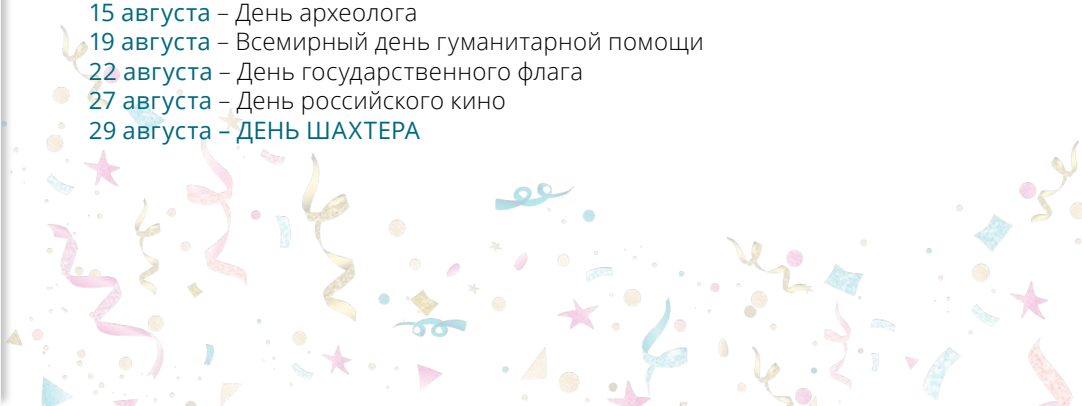 15 августа – День археолога
19 августа – Всемирный день гуманитарной помощи
22 августа – День государственного флага
27 августа – День российского кино
29 августа – ДЕНЬ ШАХТЕРА